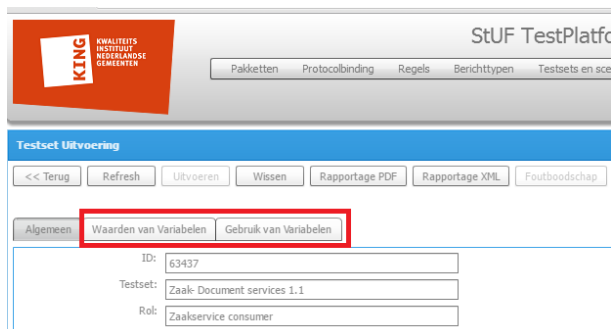 KING
KWALITEITS
INSTITUUT
NEDERLANDSE
GEMEENTEN
StUF TestPlatfo
Pakketten Protocolbinding Regels Berichttypen Testsets en sce
Testset Uitvoering
<< Terug Refresh Uitvoeren Wissen Rapportage PDF Rapportage XML Foutboodschap
Algemeen Waarden van Variabelen Gebruik van Variabelen
ID: 63437
Testset: Zaak- Document services 1.1
Rol: Zaakservice consumer